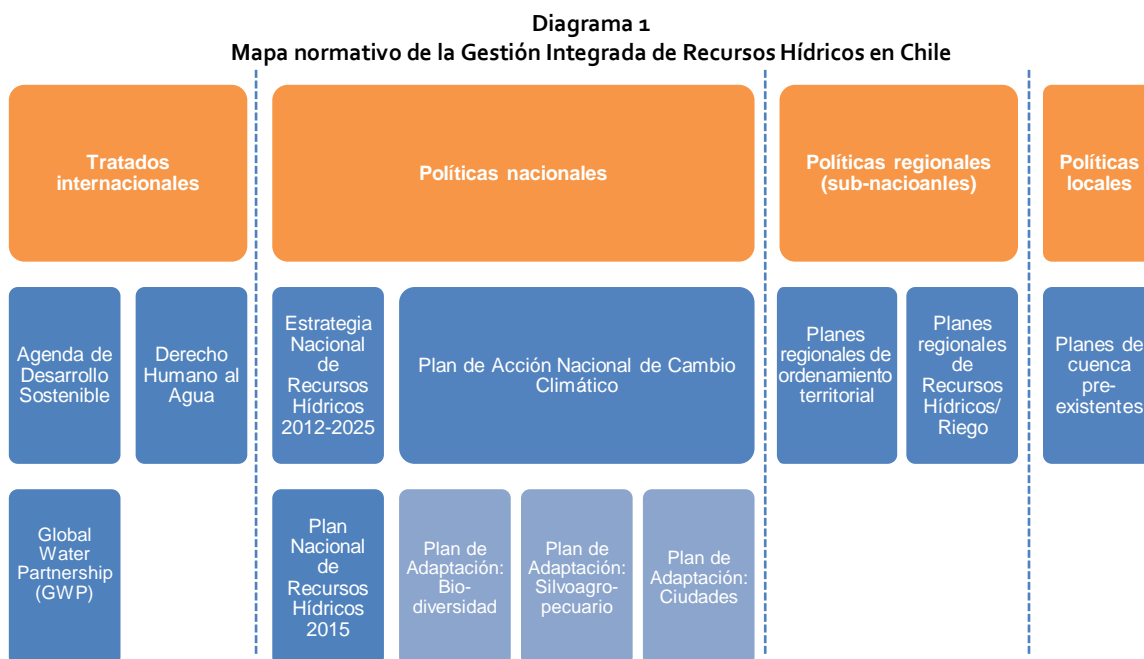 Diagrama 1
Mapa normativo de la Gestión Integrada de Recursos Hídricos en Chile
Tratados
internacionales
Políticas nacionales
Políticas regionales
(sub-nacioanles)
Políticas
locales
Agenda de
Desarrollo
Sostenible
Derecho
Humano al
Agua
Estrategia
Nacional
de
Recursos
Hídricos
2012-2025
Plan de Acción Nacional de Cambio
Climático
Planes
regionales de
ordenamiento
territorial
Planes
regionales
de
Recursos
Hídricos/
Riego
Planes de
cuenca
pre-
existentes
Global
Water
Partnership
(GWP)
Plan
Nacional
de
Recursos
Hídricos
2015
Plan de
Adaptación:
Bio-
diversidad
Plan de
Adaptación:
Silvoagro-
pecuario
Plan de
Adaptación:
Ciudades